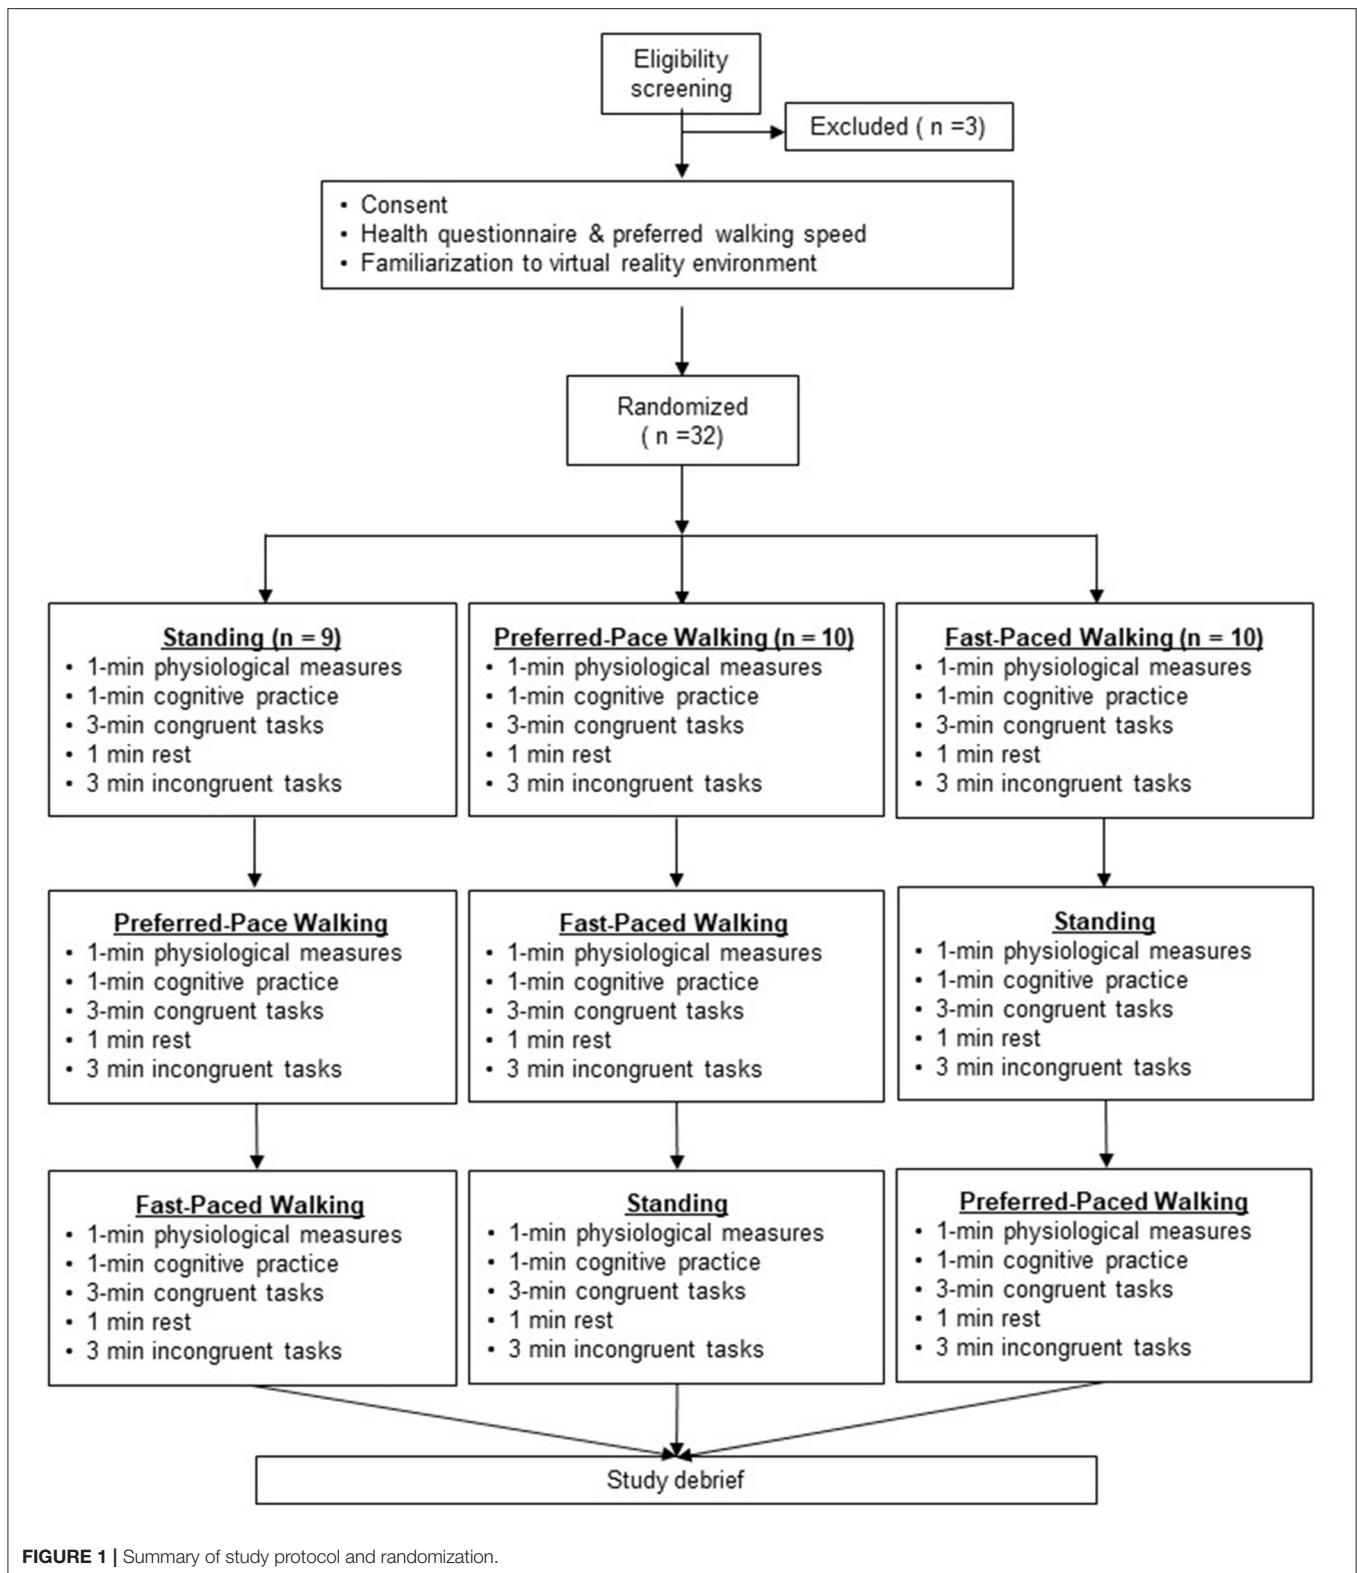 Eligibility
screening
Excluded ( n =3)
• Consent
• Health questionnaire & preferred walking speed
• Familiarization to virtual reality environment
Randomized
( n =32)
Standing (n = 9)
• 1-min physiological measures
• 1-min cognitive practice
• 3-min congruent tasks
• 1 min rest
• 3 min incongruent tasks
Preferred-Pace Walking (n = 10)
• 1-min physiological measures
• 1-min cognitive practice
• 3-min congruent tasks
• 1 min rest
• 3 min incongruent tasks
Fast-Paced Walking (n = 10)
• 1-min physiological measures
• 1-min cognitive practice
• 3-min congruent tasks
• 1 min rest
• 3 min incongruent tasks
Preferred-Pace Walking
• 1-min physiological measures
• 1-min cognitive practice
• 3-min congruent tasks
• 1 min rest
• 3 min incongruent tasks
Fast-Paced Walking
• 1-min physiological measures
• 1-min cognitive practice
• 3-min congruent tasks
• 1 min rest
• 3 min incongruent tasks
Standing
• 1-min physiological measures
• 1-min cognitive practice
• 3-min congruent tasks
• 1 min rest
• 3 min incongruent tasks
Fast-Paced Walking
• 1-min physiological measures
• 1-min cognitive practice
• 3-min congruent tasks
• 1 min rest
• 3 min incongruent tasks
Standing
• 1-min physiological measures
• 1-min cognitive practice
• 3-min congruent tasks
• 1 min rest
• 3 min incongruent tasks
Preferred-Paced Walking
• 1-min physiological measures
• 1-min cognitive practice
• 3-min congruent tasks
• 1 min rest
• 3 min incongruent tasks
Study debrief
FIGURE 1 | Summary of study protocol and randomization.